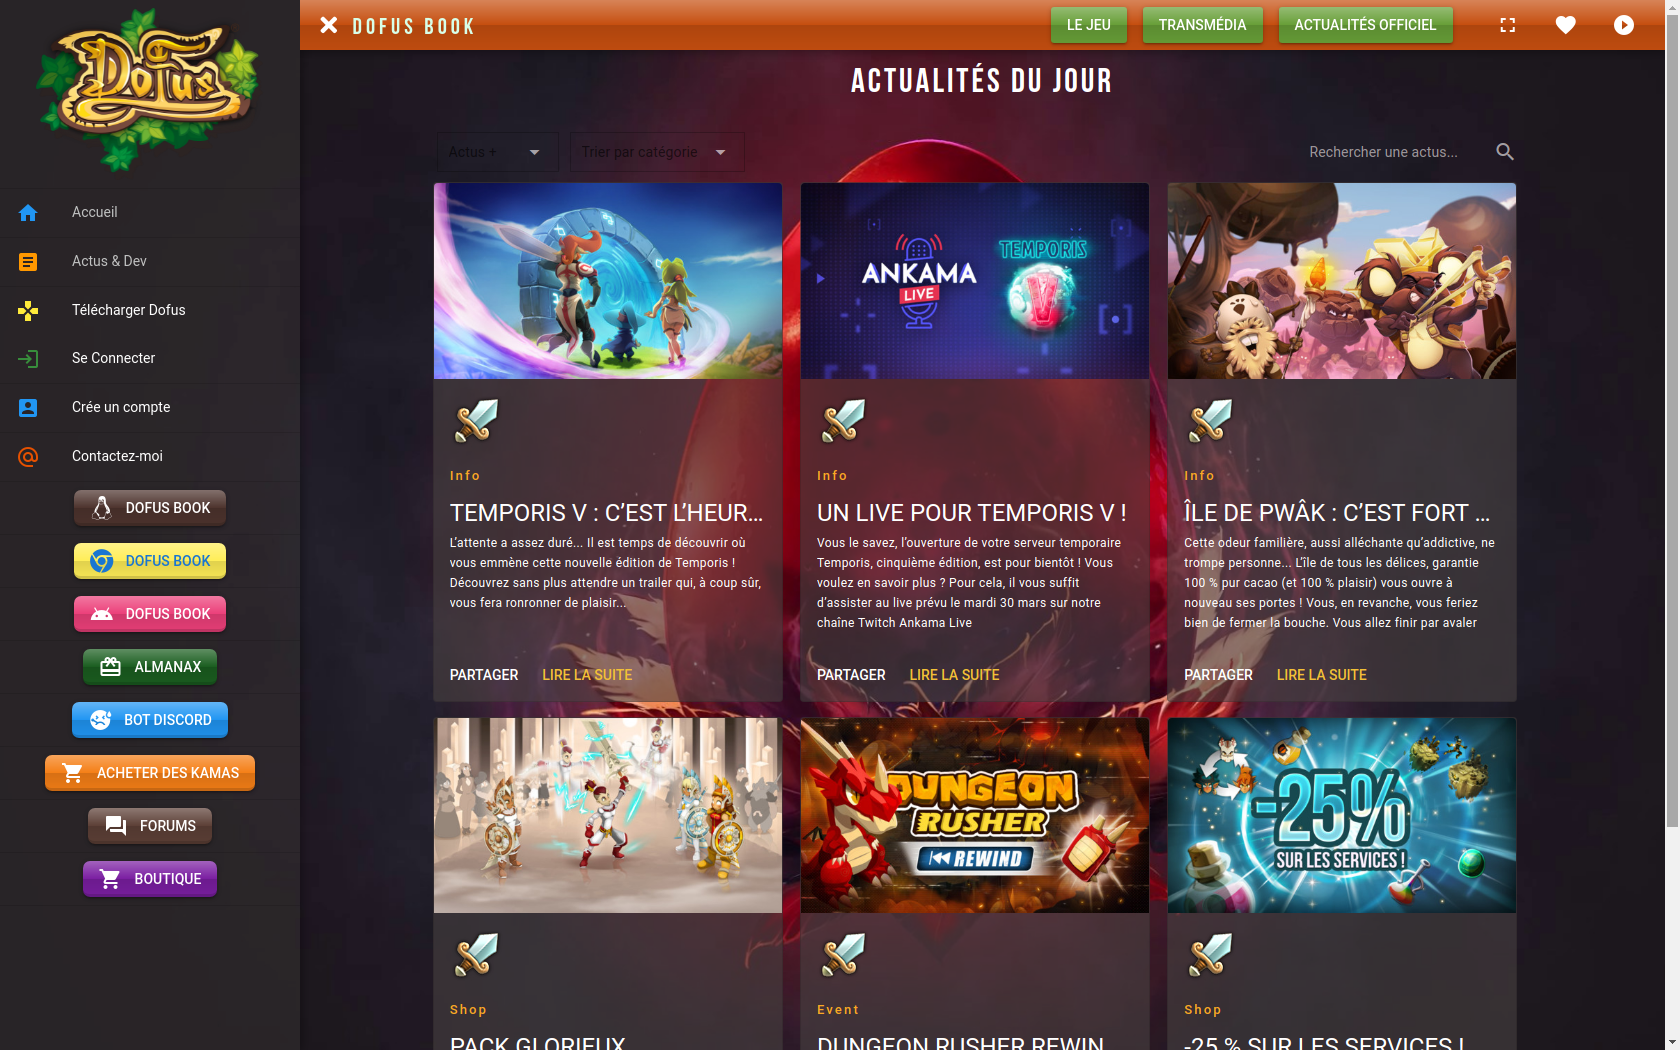 Dofus
Accueil
Actus & Dev
Télécharger Dofus
Se Connecter
Crée un compte
Contactez-moi
DOFUS BOOK
DOFUS BOOK
DOFUS BOOK
ALMANAX
BOT DISCORD
ACHETER DES KAMAS
FORUMS
BOUTIQUE
DOFUS BOOK
LE JEU
TRANSMÉDIA
ACTUALITÉS OFFICIEL
ACTUALITÉS DU JOUR
Actus +
Trier par catégorie
Rechercher une actus...
Info
TEMPORIS V : C’EST L’HEUR...
L’attente a assez duré... Il est temps de découvrir où
vous emmène cette nouvelle édition de Temporis !
Découvrez sans plus attendre un trailer qui, à coup sûr,
vous fera ronronner de plaisir...
PARTAGER
LIRE LA SUITE
ANKAMA
LIVE
TEMPORIS
V
Info
UN LIVE POUR TEMPORIS V !
Vous le savez, l’ouverture de votre serveur temporaire
Temporis, cinquième édition, est pour bientôt ! Vous
voulez en savoir plus ? Pour cela, il vous suffit
d’assister au live prévu le mardi 30 mars sur notre
chaîne Twitch Ankama Live
PARTAGER
LIRE LA SUITE
Info
ÎLE DE PWÂK : C’EST FORT ...
Cette odeur familière, aussi alléchante qu’addictive, ne
trompe personne... L’île de tous les délices, garantie
100 % pur cacao (et 100 % plaisir) vous ouvre à
nouveau ses portes ! Vous, en revanche, vous feriez
bien de fermer la bouche. Vous allez finir par avaler
PARTAGER
LIRE LA SUITE
Shop
PACK GLORIEUX
DUNGEON
RUSHER
REWIND
Event
DUNGEON RUSHER REWIN
-25%
SUR LES SERVICES !
Shop
-25 % SUR LES SERVICES !